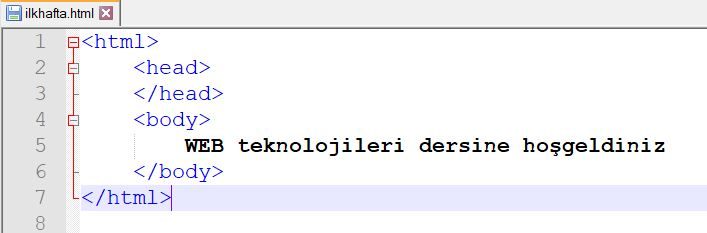 ilkhafta.html
1 <html>
2 <head>
3 </head>
4 <body>
5 WEB teknolojileri dersine hoşgeldiniz
6 </body>
7 </html>
8